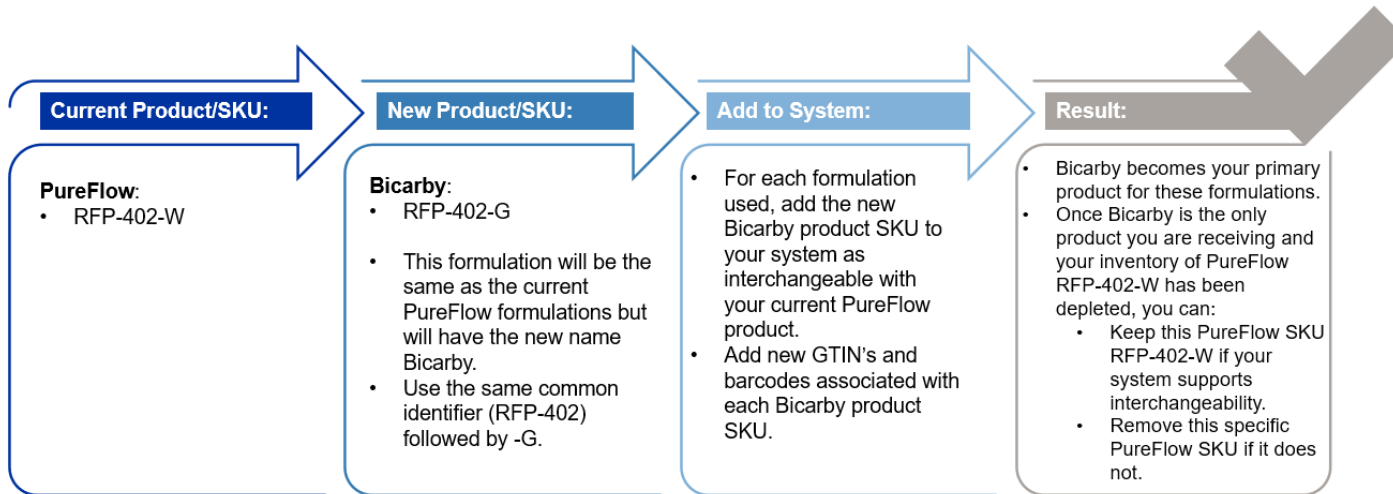 Current Product/SKU:
PureFlow:
• RFP-402-W
New Product/SKU:
Bicarby:
• RFP-402-G
• This formulation will be the
same as the current
PureFlow formulations but
will have the new name
Bicarby.
• Use the same common
identifier (RFP-402)
followed by -G.
Add to System:
• For each formulation
used, add the new
Bicarby product SKU to
your system as
interchangeable with
your current PureFlow
product.
• Add new GTIN’s and
barcodes associated with
each Bicarby product
SKU.
Result:
• Bicarby becomes your primary
product for these formulations.
• Once Bicarby is the only
product you are receiving and
your inventory of PureFlow
RFP-402-W has been
depleted, you can:
• Keep this PureFlow SKU
RFP-402-W if your
system supports
interchangeability.
• Remove this specific
PureFlow SKU if it does
not.